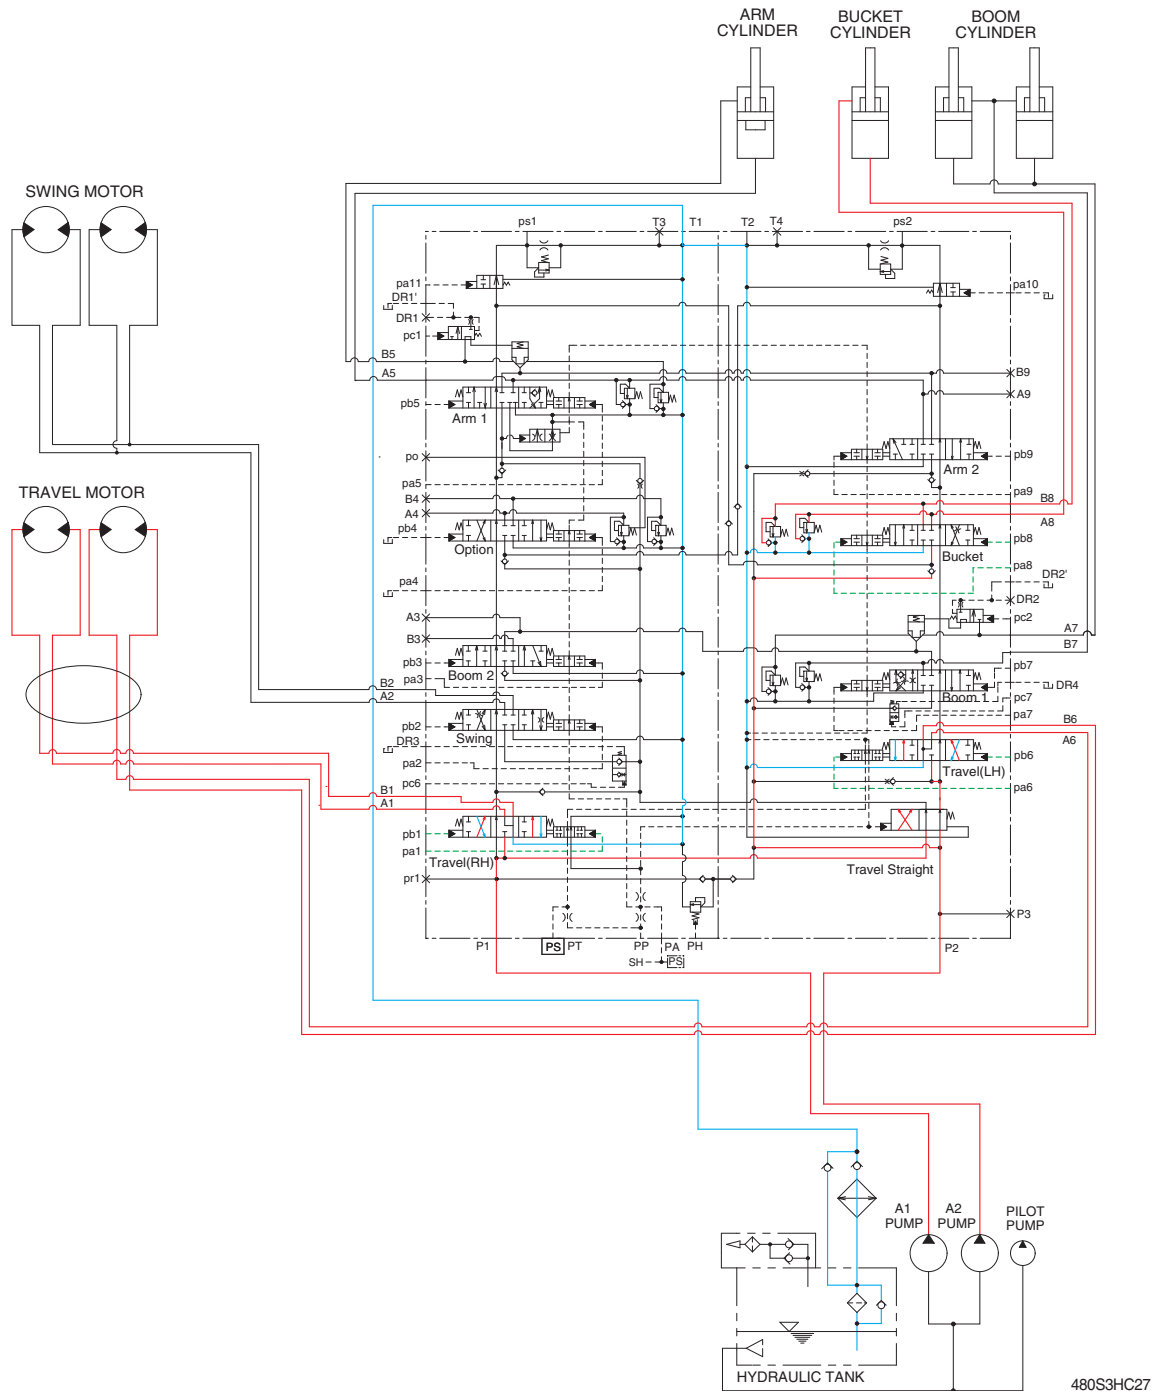 ARM
CYLINDER
BUCKET
CYLINDER
BOOM
CYLINDER
SWING MOTOR
TRAVEL MOTOR
ps1
T3
T1
T2
T4
ps2
pa11
DR1'
DR1
pc1
B5
A5
pb5
Arm 1
po
pa5
B4
A4
pb4
Option
pa4
A3
B3
pb3
Boom 2
pa3
B2
A2
pb2
Swing
DR3
pa2
pc6
B1
A1
pb1
pa1
Travel(RH)
pr1
pa10
B9
A9
pb9
Arm 2
pa9
B8
A8
pb8
Bucket
pa8
DR2'
DR2
pc2
A7
B7
pb7
DR4
Boom 1
pc7
pa7
B6
A6
pb6
Travel(LH)
pa6
Travel Straight
P3
P1
PS
PT
PP
PA
PH
P2
SH
PS
A1
PUMP
A2
PUMP
PILOT
PUMP
HYDRAULIC TANK
480S3HC27